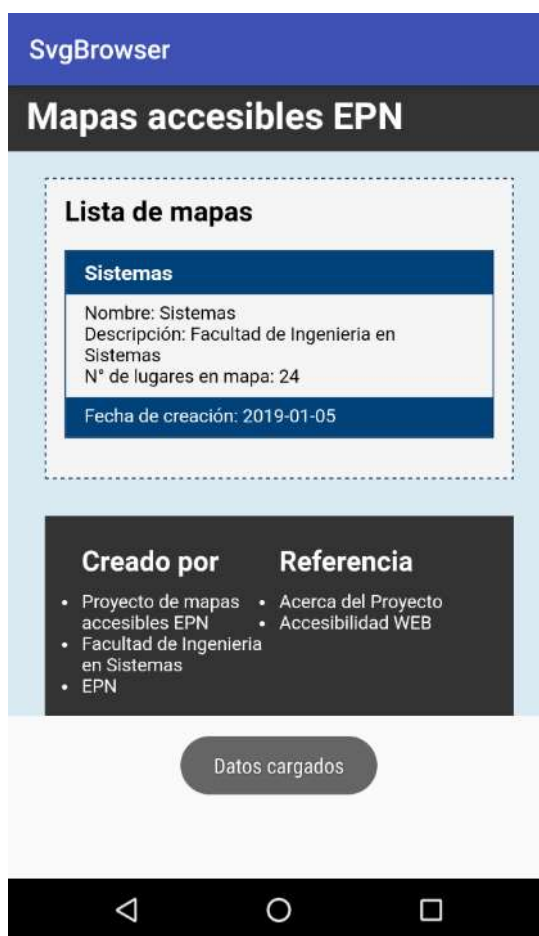 SvgBrowser
Mapas accesibles EPN
Lista de mapas
Sistemas
Nombre: Sistemas
Descripción: Facultad de Ingenieria en
Sistemas
N° de lugares en mapa: 24
Fecha de creación: 2019-01-05
Creado por
• Proyecto de mapas
accesibles EPN
• Facultad de Ingenieria
en Sistemas
• EPN
Referencia
• Acerca del Proyecto
• Accesibilidad WEB
Datos cargados